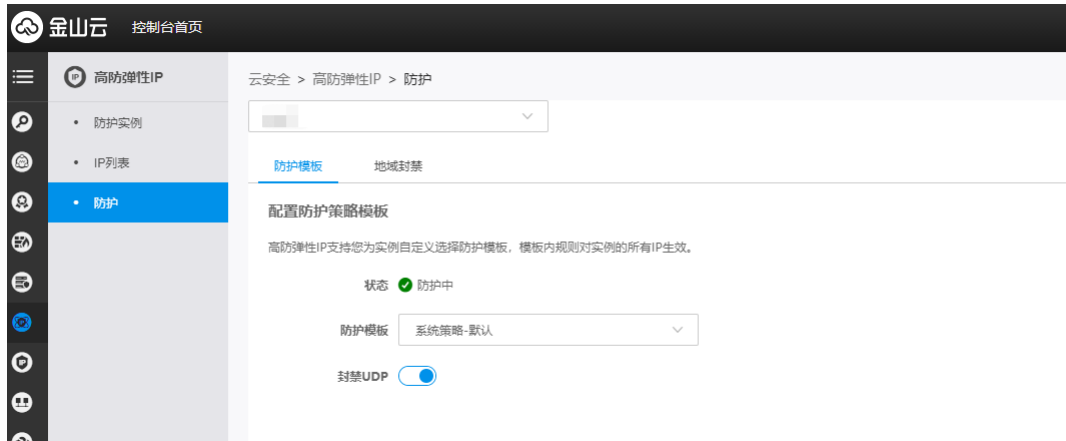 金山云 控制台首页
高防弹性IP
云安全 > 高防弹性IP > 防护
防护实例
IP列表
防护
防护模板 地域封禁
配置防护策略模板
高防弹性IP支持您为实例自定义选择防护模板，模板内规则对实例的所有IP生效。
状态 防护中
防护模板 系统策略-默认
封禁UDP